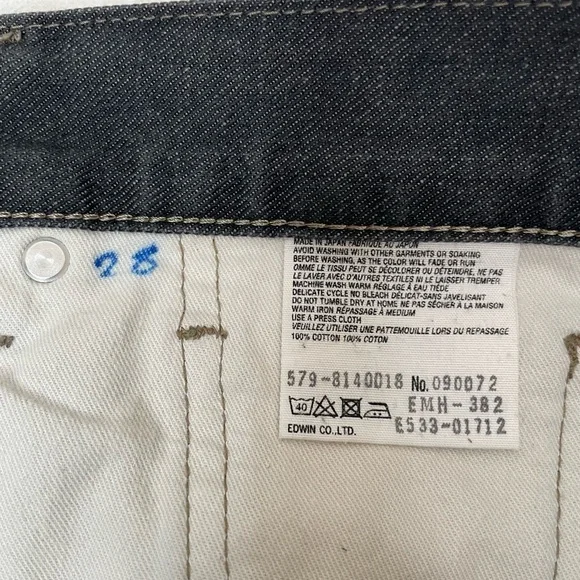 28
MADE IN JAPAN FABRIQUE AU JAPON
AVOID WASHING WITH OTHER GARMENTS OR SOAKING
BEFORE WASHING, AS THE COLOR WILL FADE OR RUN
OMME LE TISSU PEUT SE DÉCOLORER OU DÉTEINDRE, NE PAS
LE LAVER AVEC D'AUTRES TEXTILES NI LE LAISSER TREMPER
MACHINE WASH WARM RÉGLAGE À EAU TIÈDE
DELICATE CYCLE NO BLEACH DÉLICAT-SANS JAVELISANT
DO NOT TUMBLE DRY AT HOME NE PAS SÉCHER À LA MAISON
WARM IRON RÉPASSAGE À MEDIUM
USE A PRESS CLOTH
VEUILLEZ UTILISER UNE PATTEMOUILLE LORS DU REPASSAGE
100% COTTON 100% COTON
579-8140018 No. 090072
40 EMH-382
EDWIN CO.,LTD. E533-01712